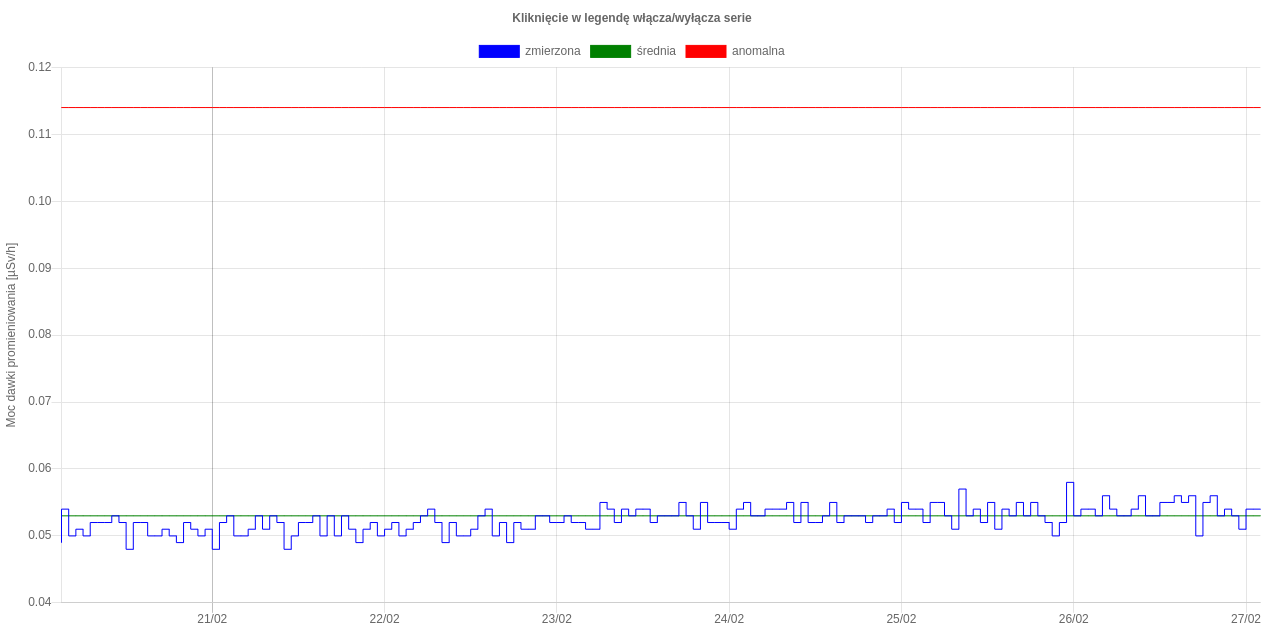 Kliknięcie w legendę włącza/wyłącza serie
zmierzona średnia anomalna
0.12
0.11
0.10
0.09
0.08
0.07
0.06
0.05
0.04
Moc dawki promieniowania [µSv/h]
21/02 22/02 23/02 24/02 25/02 26/02 27/02